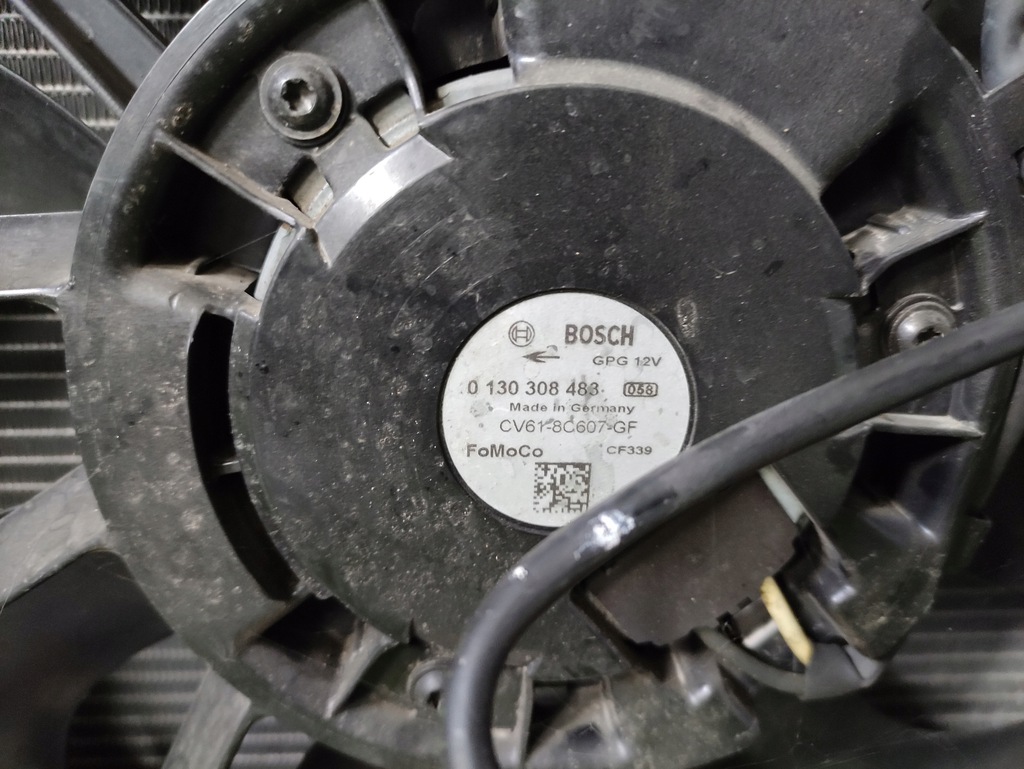 BOSCH
GPG 12V
0 130 308 483 058
Made in Germany
CV61-8C607-GF
FoMoCo CF339